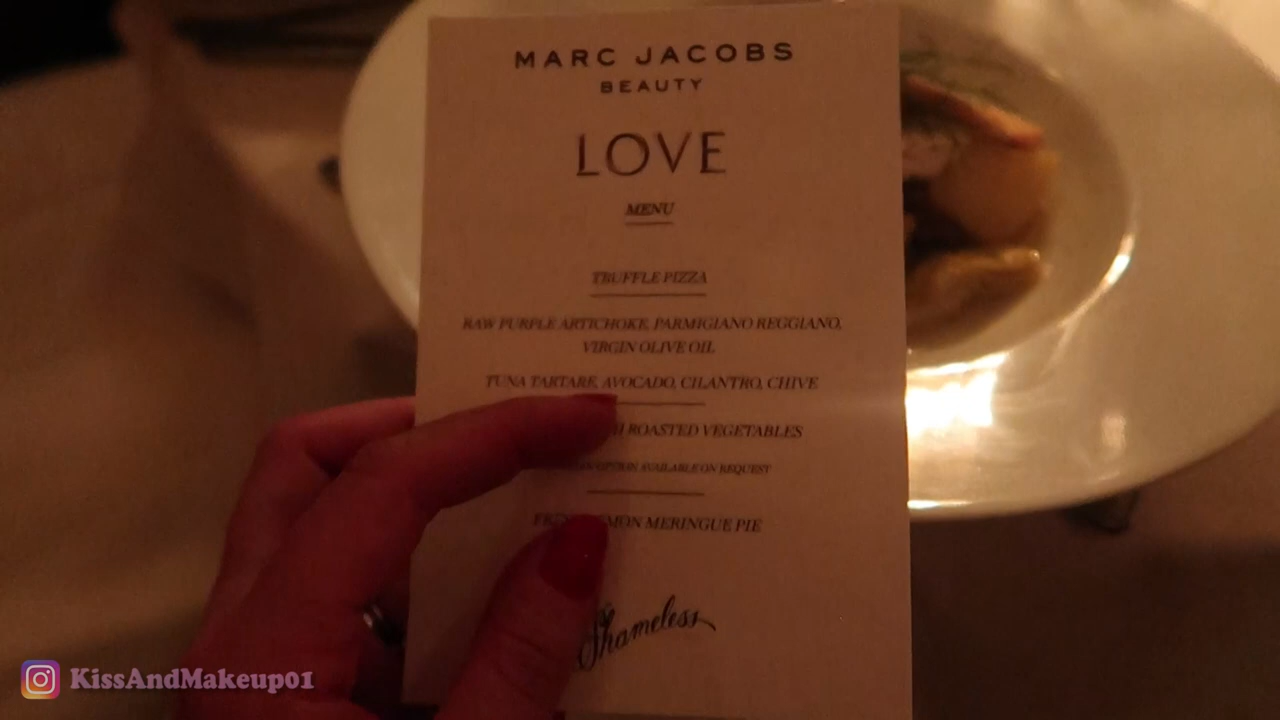 MARC JACOBS
BEAUTY
LOVE
MENU
TRUFFLE PIZZA
RAW PURPLE ARTICHOKE, PARMIGIANO REGGIANO,
VIRGIN OLIVE OIL
TUNA TARTARE, AVOCADO, CILANTRO, CHIVE
ROASTED VEGETABLES
OPTION AVAILABLE ON REQUEST
MERINGUE PIE
Shameless
KissAndMakeup01